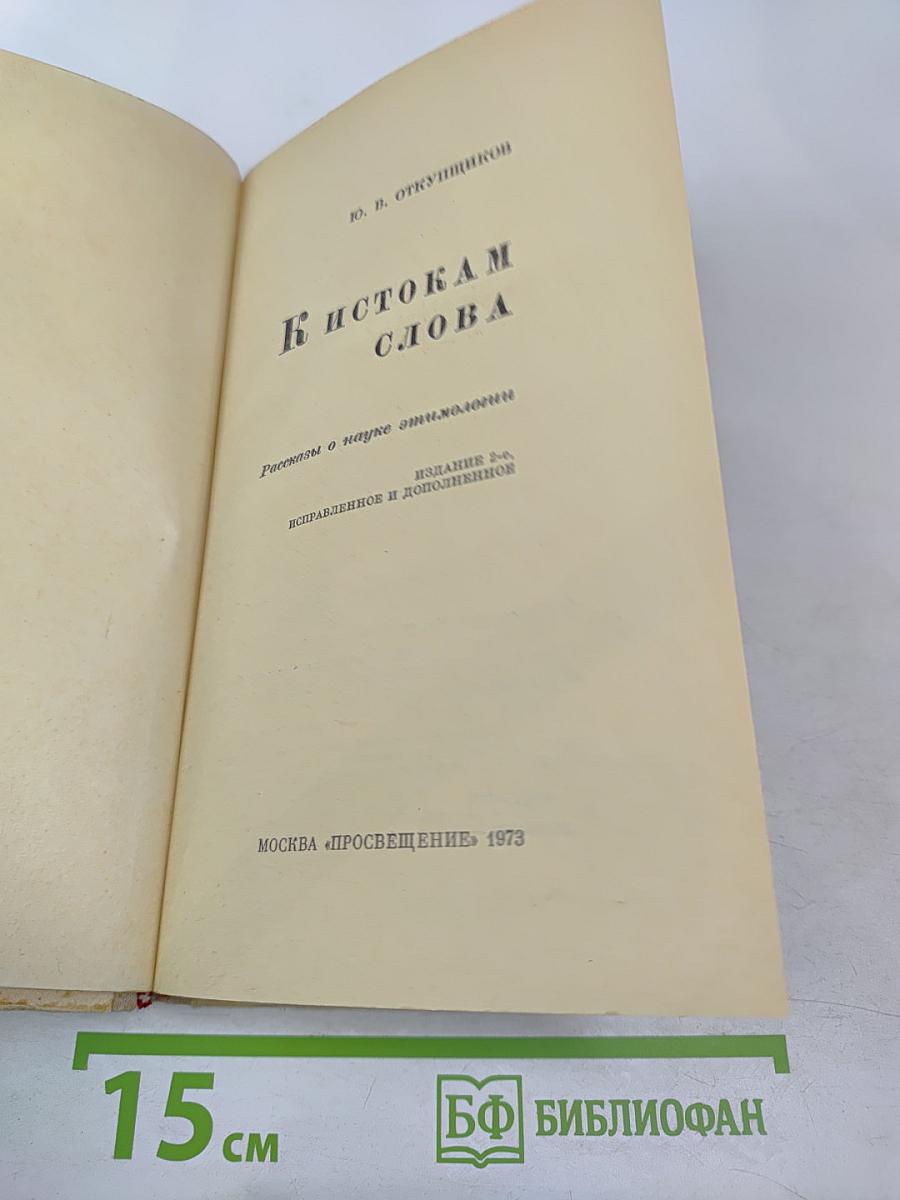 Ю. В. ОТКУПЩИКОВ
К ИСТОКАМ
СЛОВА
Рассказы о науке этимологии
ИЗДАНИЕ 2-е,
ИСПРАВЛЕННОЕ И ДОПОЛНЕННОЕ
МОСКВА «ПРОСВЕЩЕНИЕ» 1973
15 см
БФ БИБЛИОФАН